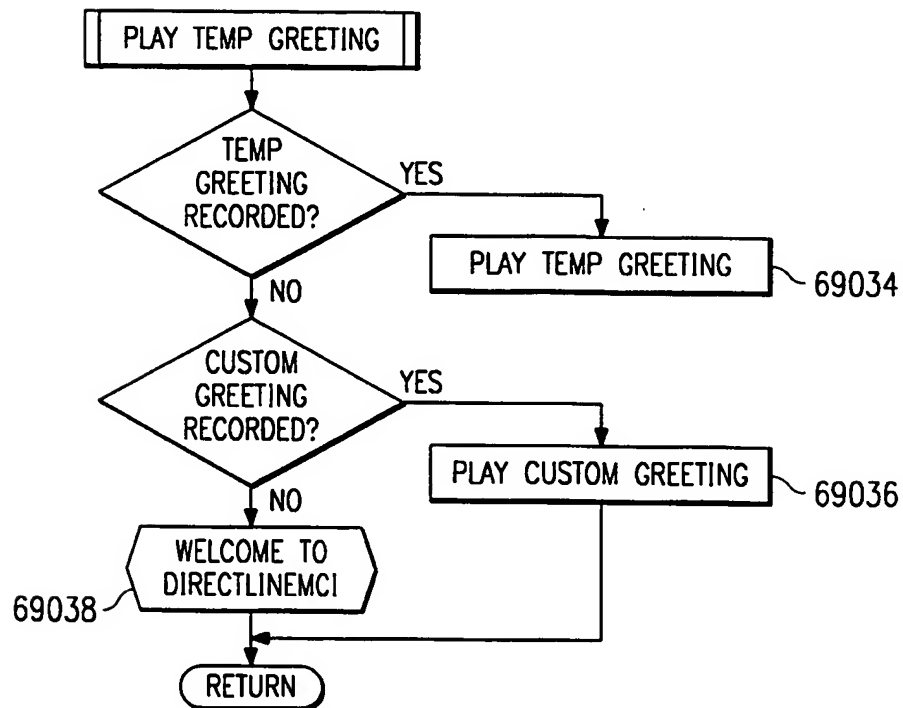 PLAY TEMP GREETING
TEMP
GREETING
RECORDED?
YES
PLAY TEMP GREETING
69034
NO
CUSTOM
GREETING
RECORDED?
YES
PLAY CUSTOM GREETING
69036
NO
WELCOME TO
DIRECTLINEMCI
69038
RETURN